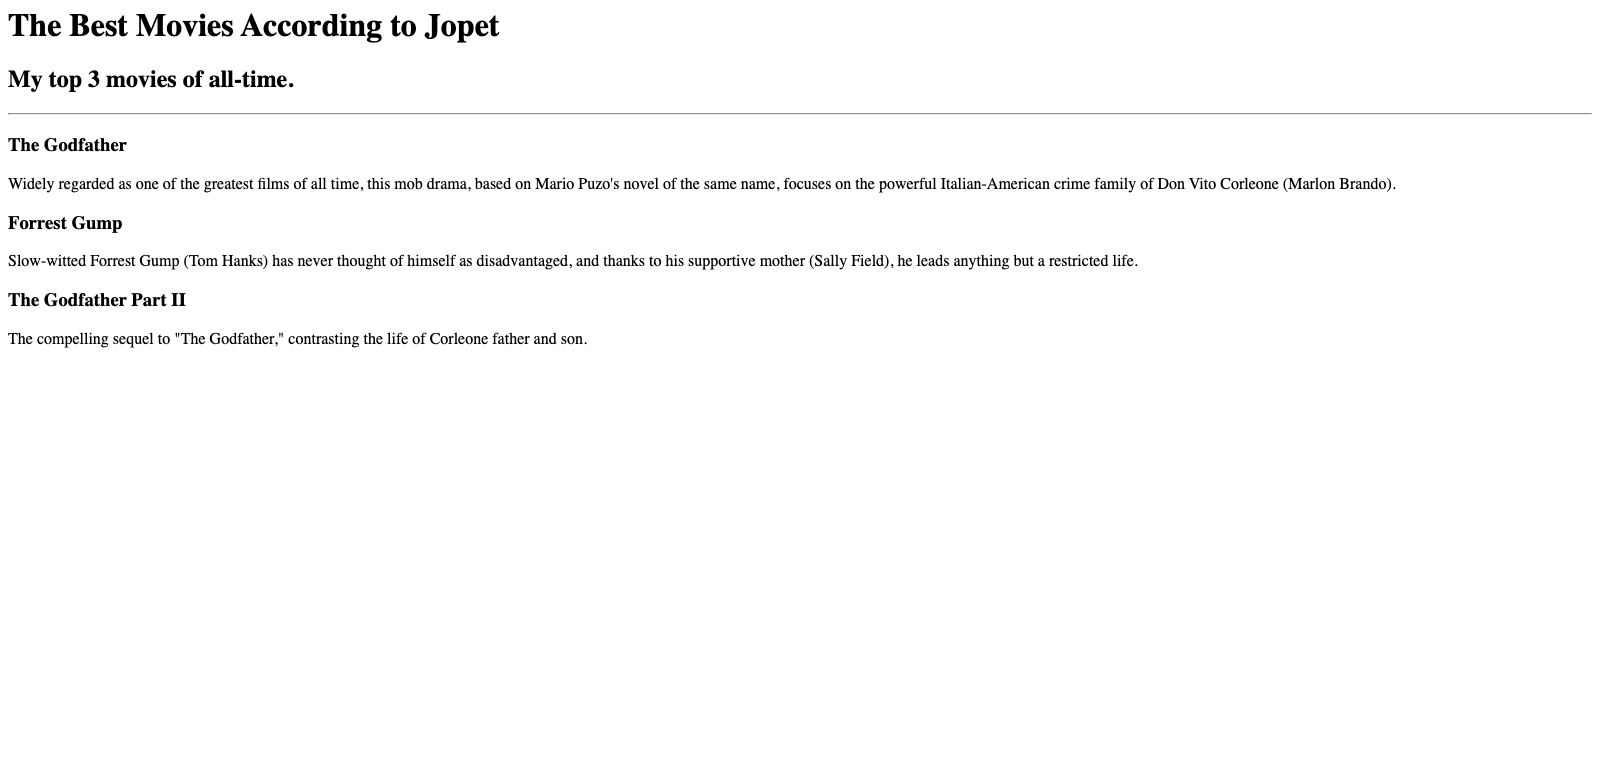 The Best Movies According to Jopet
My top 3 movies of all-time.
The Godfather
Widely regarded as one of the greatest films of all time, this mob drama, based on Mario Puzo's novel of the same name, focuses on the powerful Italian-American crime family of Don Vito Corleone (Marlon Brando).
Forrest Gump
Slow-witted Forrest Gump (Tom Hanks) has never thought of himself as disadvantaged, and thanks to his supportive mother (Sally Field), he leads anything but a restricted life.
The Godfather Part II
The compelling sequel to "The Godfather," contrasting the life of Corleone father and son.